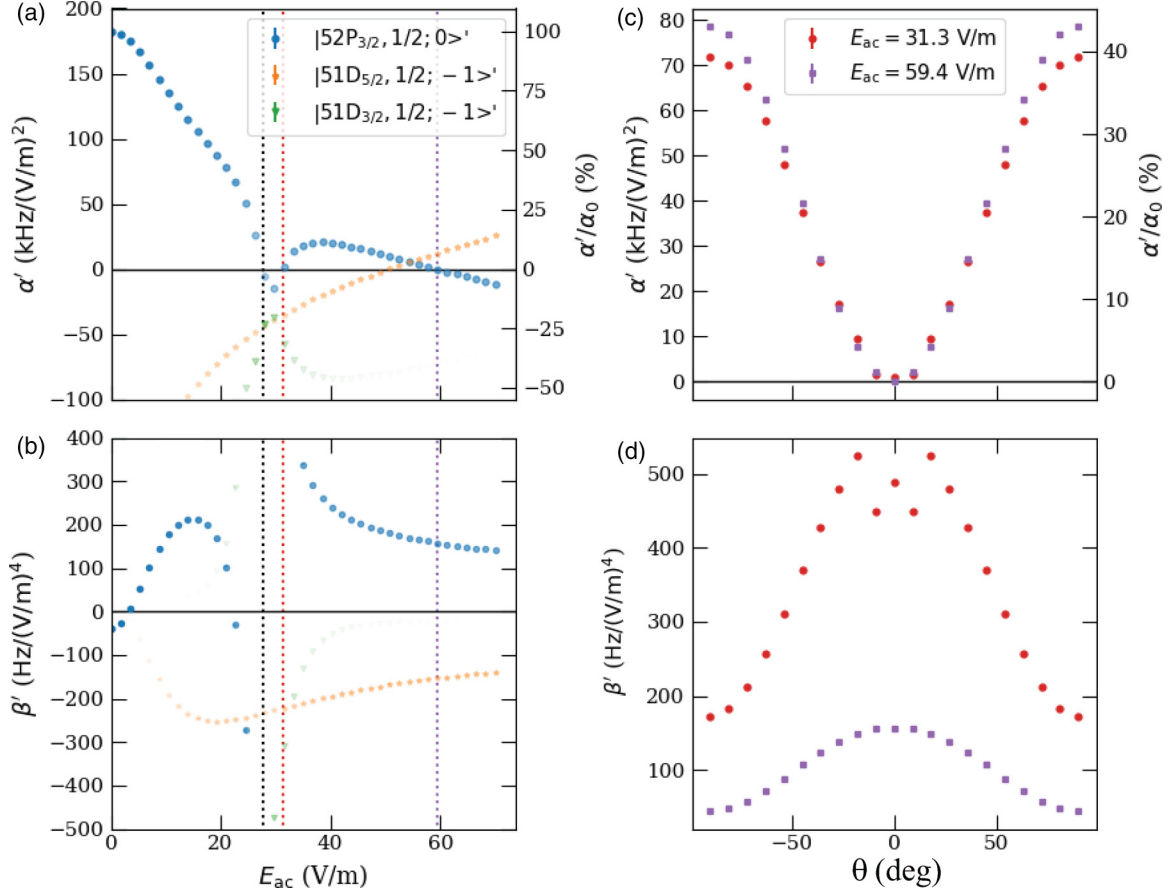 (a)
200
150
100
50
0
−50
−100
α′ (kHz/(V/m)²)
|52P₃/₂, 1/2; 0>'
|51D₅/₂, 1/2; − 1>'
|51D₃/₂, 1/2; − 1>'
100
75
50
25
0
−25
−50
α′/α₀ (%)
(c)
80
70
60
50
40
30
20
10
0
α′ (kHz/(V/m)²)
E_ac = 31.3 V/m
E_ac = 59.4 V/m
40
30
20
10
0
α′/α₀ (%)
(b)
400
300
200
100
0
−100
−200
−300
−400
−500
β′ (Hz/(V/m)⁴)
0
20
40
60
E_ac (V/m)
(d)
500
400
300
200
100
β′ (Hz/(V/m)⁴)
−50
0
50
θ (deg)